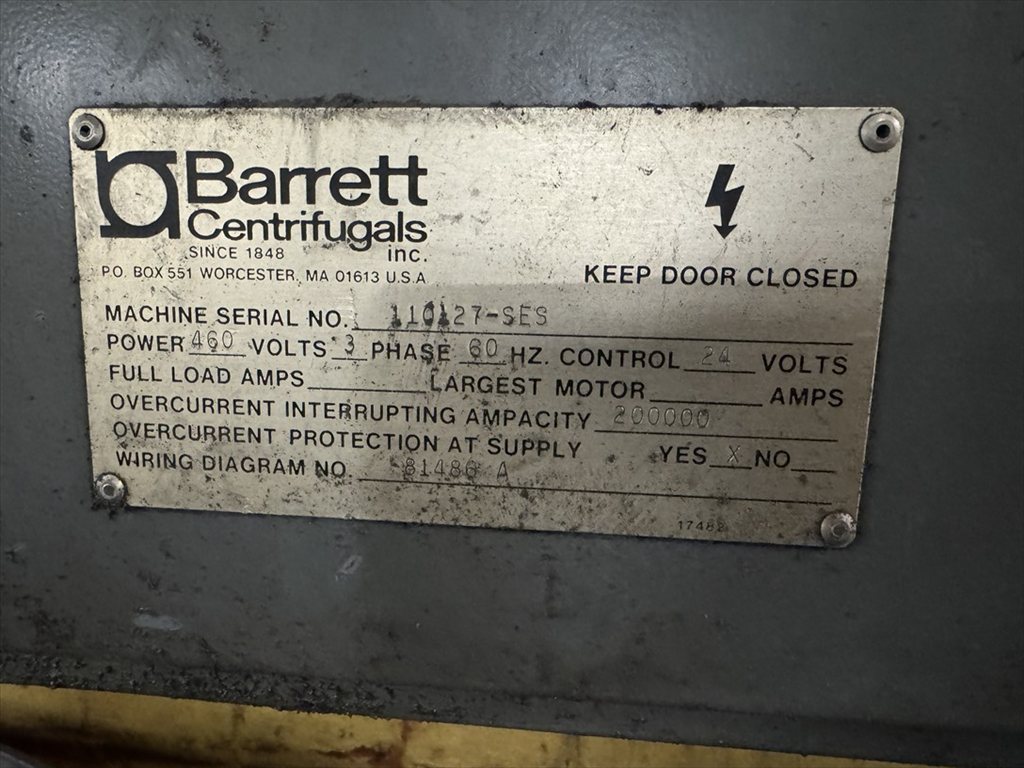 Barrett
Centrifugals
inc.
SINCE 1848
P.O. BOX 551 WORCESTER, MA 01613 U.S.A
KEEP DOOR CLOSED
MACHINE SERIAL NO. 110127-SES
POWER 460 VOLTS 3 PHASE 60 HZ. CONTROL 24 VOLTS
FULL LOAD AMPS LARGEST MOTOR AMPS
OVERCURRENT INTERRUPTING AMPACITY 200000
OVERCURRENT PROTECTION AT SUPPLY YES X NO
WIRING DIAGRAM NO. 81486 A
17482